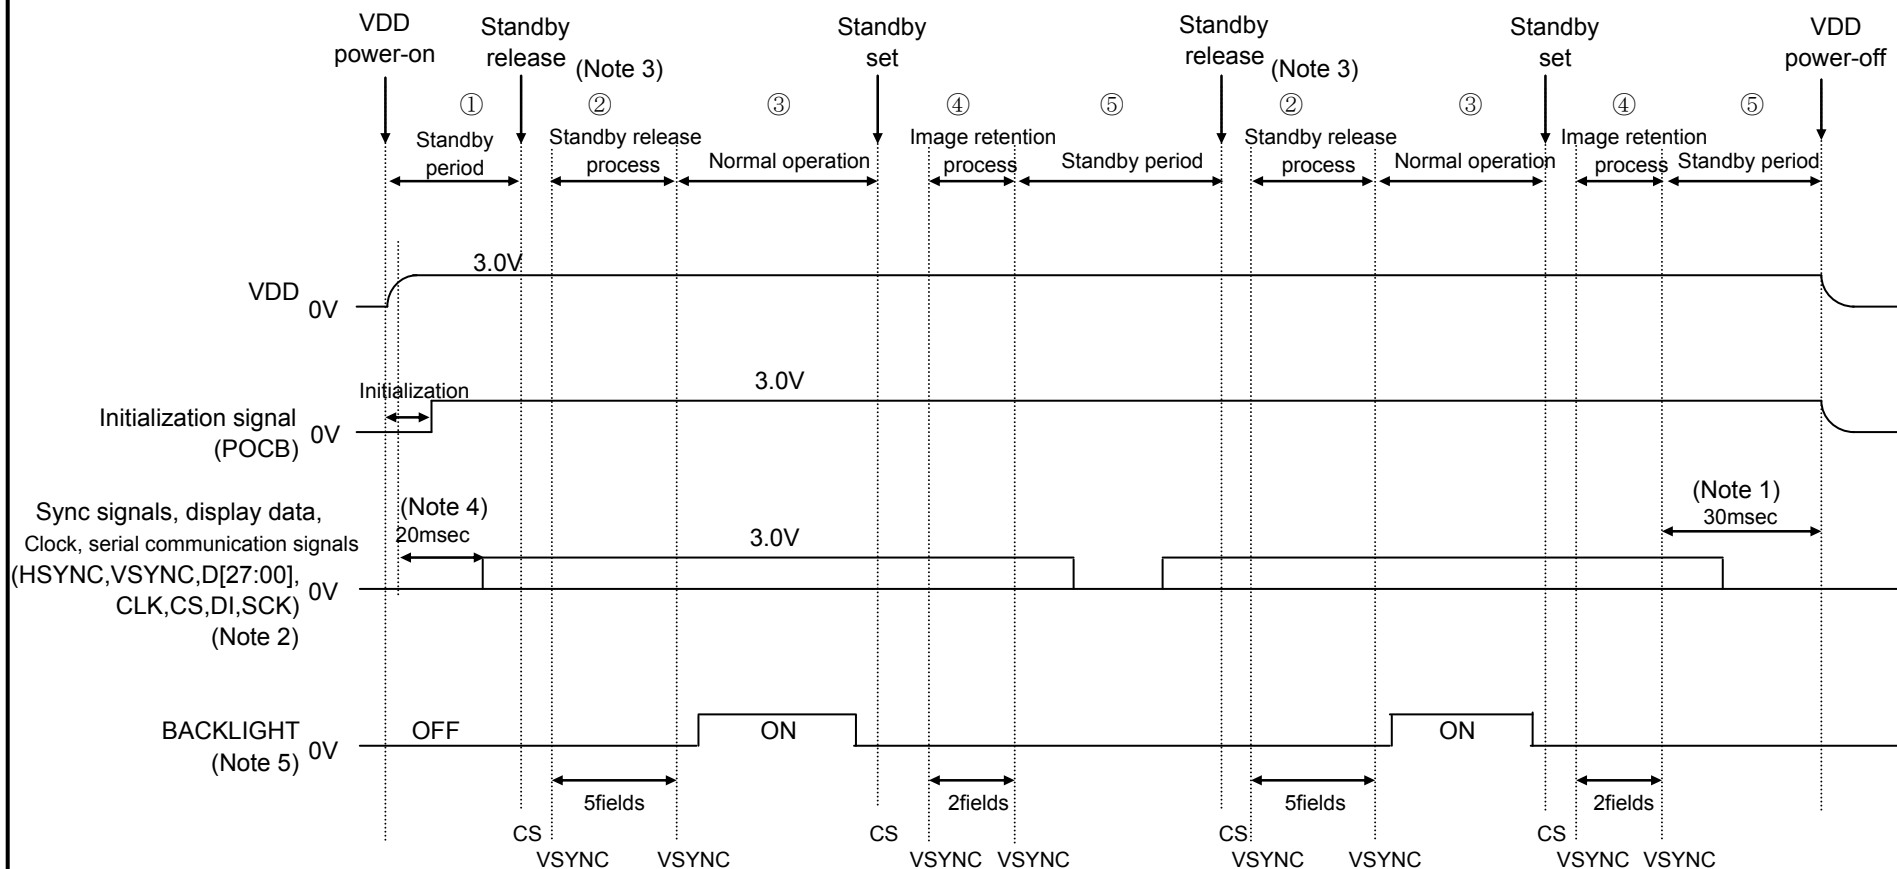 VDD
power-on
Standby
release
(Note 3)
Standby
set
Standby
release
(Note 3)
Standby
set
VDD
power-off
①
②
③
④
⑤
②
③
④
⑤
Standby
period
Standby release
process
Normal operation
Image retention
process
Standby period
Standby release
process
Normal operation
Image retention
process
Standby period
VDD
0V
3.0V
Initialization
3.0V
Initialization signal
(POCB)
0V
Sync signals, display data,
Clock, serial communication signals
(HSYNC,VSYNC,D[27:00],
CLK,CS,DI,SCK)
(Note 2)
0V
(Note 4)
20msec
3.0V
(Note 1)
30msec
BACKLIGHT
(Note 5)
0V
OFF
ON
ON
5fields
2fields
5fields
2fields
CS
CS
CS
CS
VSYNC
VSYNC
VSYNC
VSYNC
VSYNC
VSYNC
VSYNC
VSYNC